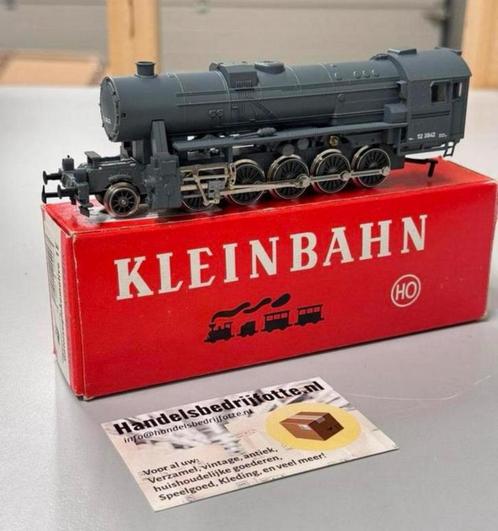 52 3842
KLEINBAHN
HO
Handelsbedrijfotte.nl
info@handelsbedrijfotte.nl
Voor al uw:
Verzamel, vintage, antiek,
huishoudelijke goederen,
Speelgoed, Kleding, en veel meer!